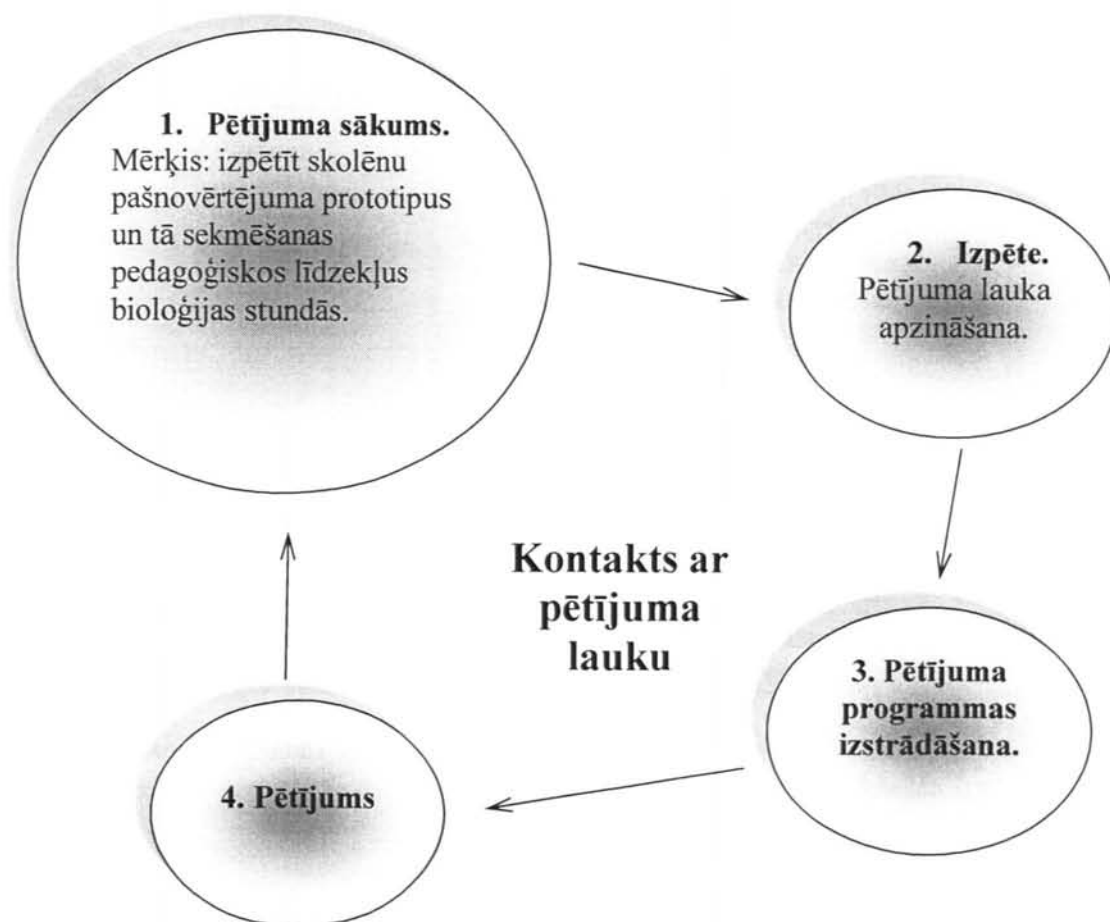 1. Pētījuma sākums.
Mērķis: izpētīt skolēnu
pašnovērtējuma prototipus
un tā sekmēšanas
pedagoģiskos līdzekļus
bioloģijas stundās.
2. Izpēte.
Pētījuma lauka
apzināšana.
Kontakts ar
pētījuma
lauku
3. Pētījuma
programmas
izstrādāšana.
4. Pētījums